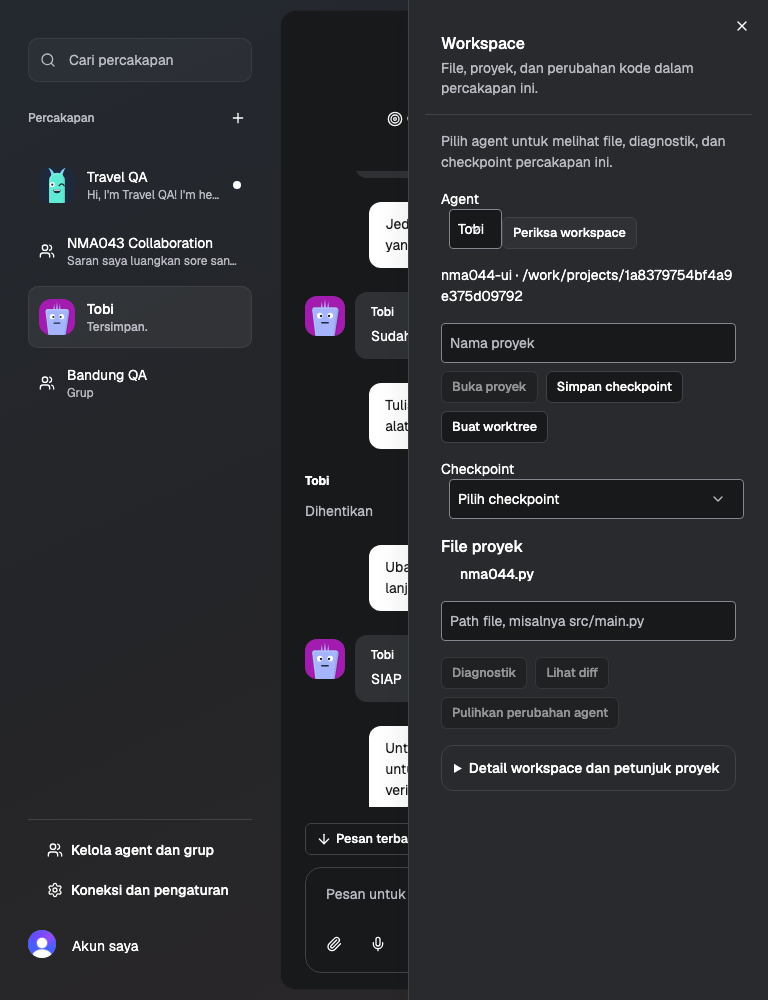 Cari percakapan
Percakapan
Travel QA
Hi, I'm Travel QA! I'm he...
NMA043 Collaboration
Saran saya luangkan sore san...
Tobi
Tersimpan.
Bandung QA
Grup
Kelola agent dan grup
Koneksi dan pengaturan
Akun saya
Jed
yan
Tobi
Sudah
Tuli
alat
Tobi
Dihentikan
Uba
lanj
Tobi
SIAP
Unt
untu
veri
Pesan terba
Pesan untuk
Workspace
File, proyek, dan perubahan kode dalam
percakapan ini.
Pilih agent untuk melihat file, diagnostik, dan
checkpoint percakapan ini.
Agent
Tobi
Periksa workspace
nma044-ui · /work/projects/1a8379754bf4a9
e375d09792
Nama proyek
Buka proyek
Simpan checkpoint
Buat worktree
Checkpoint
Pilih checkpoint
File proyek
nma044.py
Path file, misalnya src/main.py
Diagnostik
Lihat diff
Pulihkan perubahan agent
Detail workspace dan petunjuk proyek